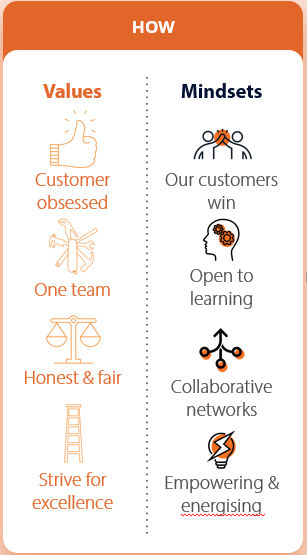 HOW
Values
Customer
obsessed
One team
Honest & fair
Strive for
excellence
Mindsets
Our customers
win
Open to
learning
Collaborative
networks
Empowering &
energising